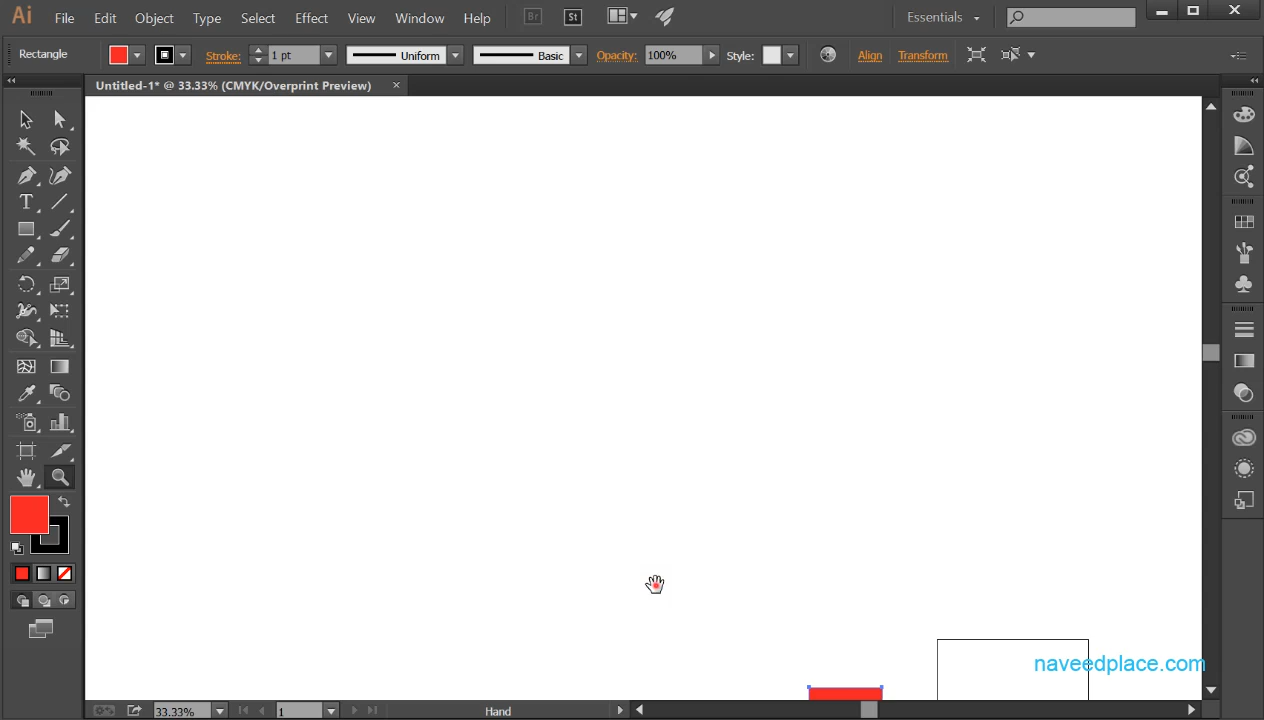 Ai File Edit Object Type Select Effect View Window Help Br St Essentials
Rectangle Stroke: 1 pt Uniform Basic Opacity: 100% Style: Align Transform
Untitled-1* @ 33.33% (CMYK/Overprint Preview) ×
T
naveedplace.com
33.33% 1 Hand